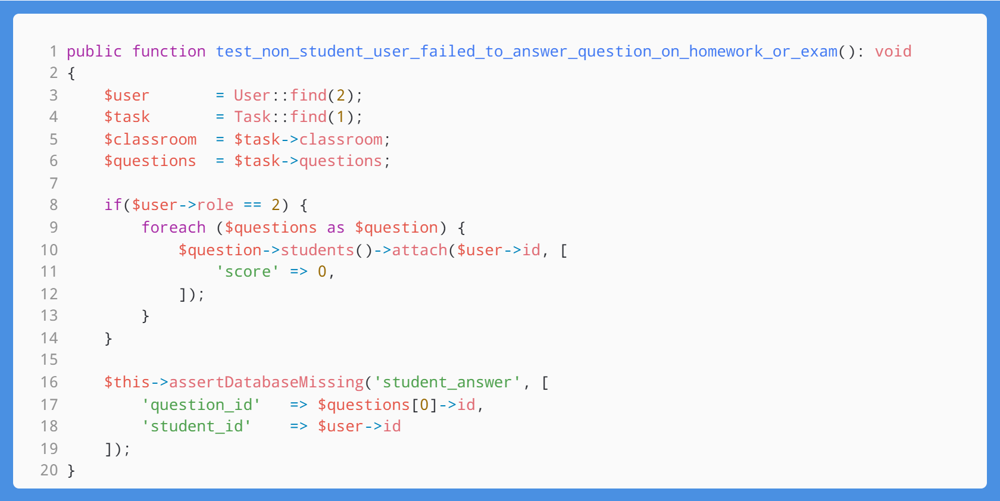 1 public function test_non_student_user_failed_to_answer_question_on_homework_or_exam(): void
2 {
3     $user       = User::find(2);
4     $task       = Task::find(1);
5     $classroom  = $task->classroom;
6     $questions  = $task->questions;
7
8     if($user->role == 2) {
9         foreach ($questions as $question) {
10             $question->students()->attach($user->id, [
11                 'score' => 0,
12             ]);
13         }
14     }
15
16     $this->assertDatabaseMissing('student_answer', [
17         'question_id'   => $questions[0]->id,
18         'student_id'    => $user->id
19     ]);
20 }